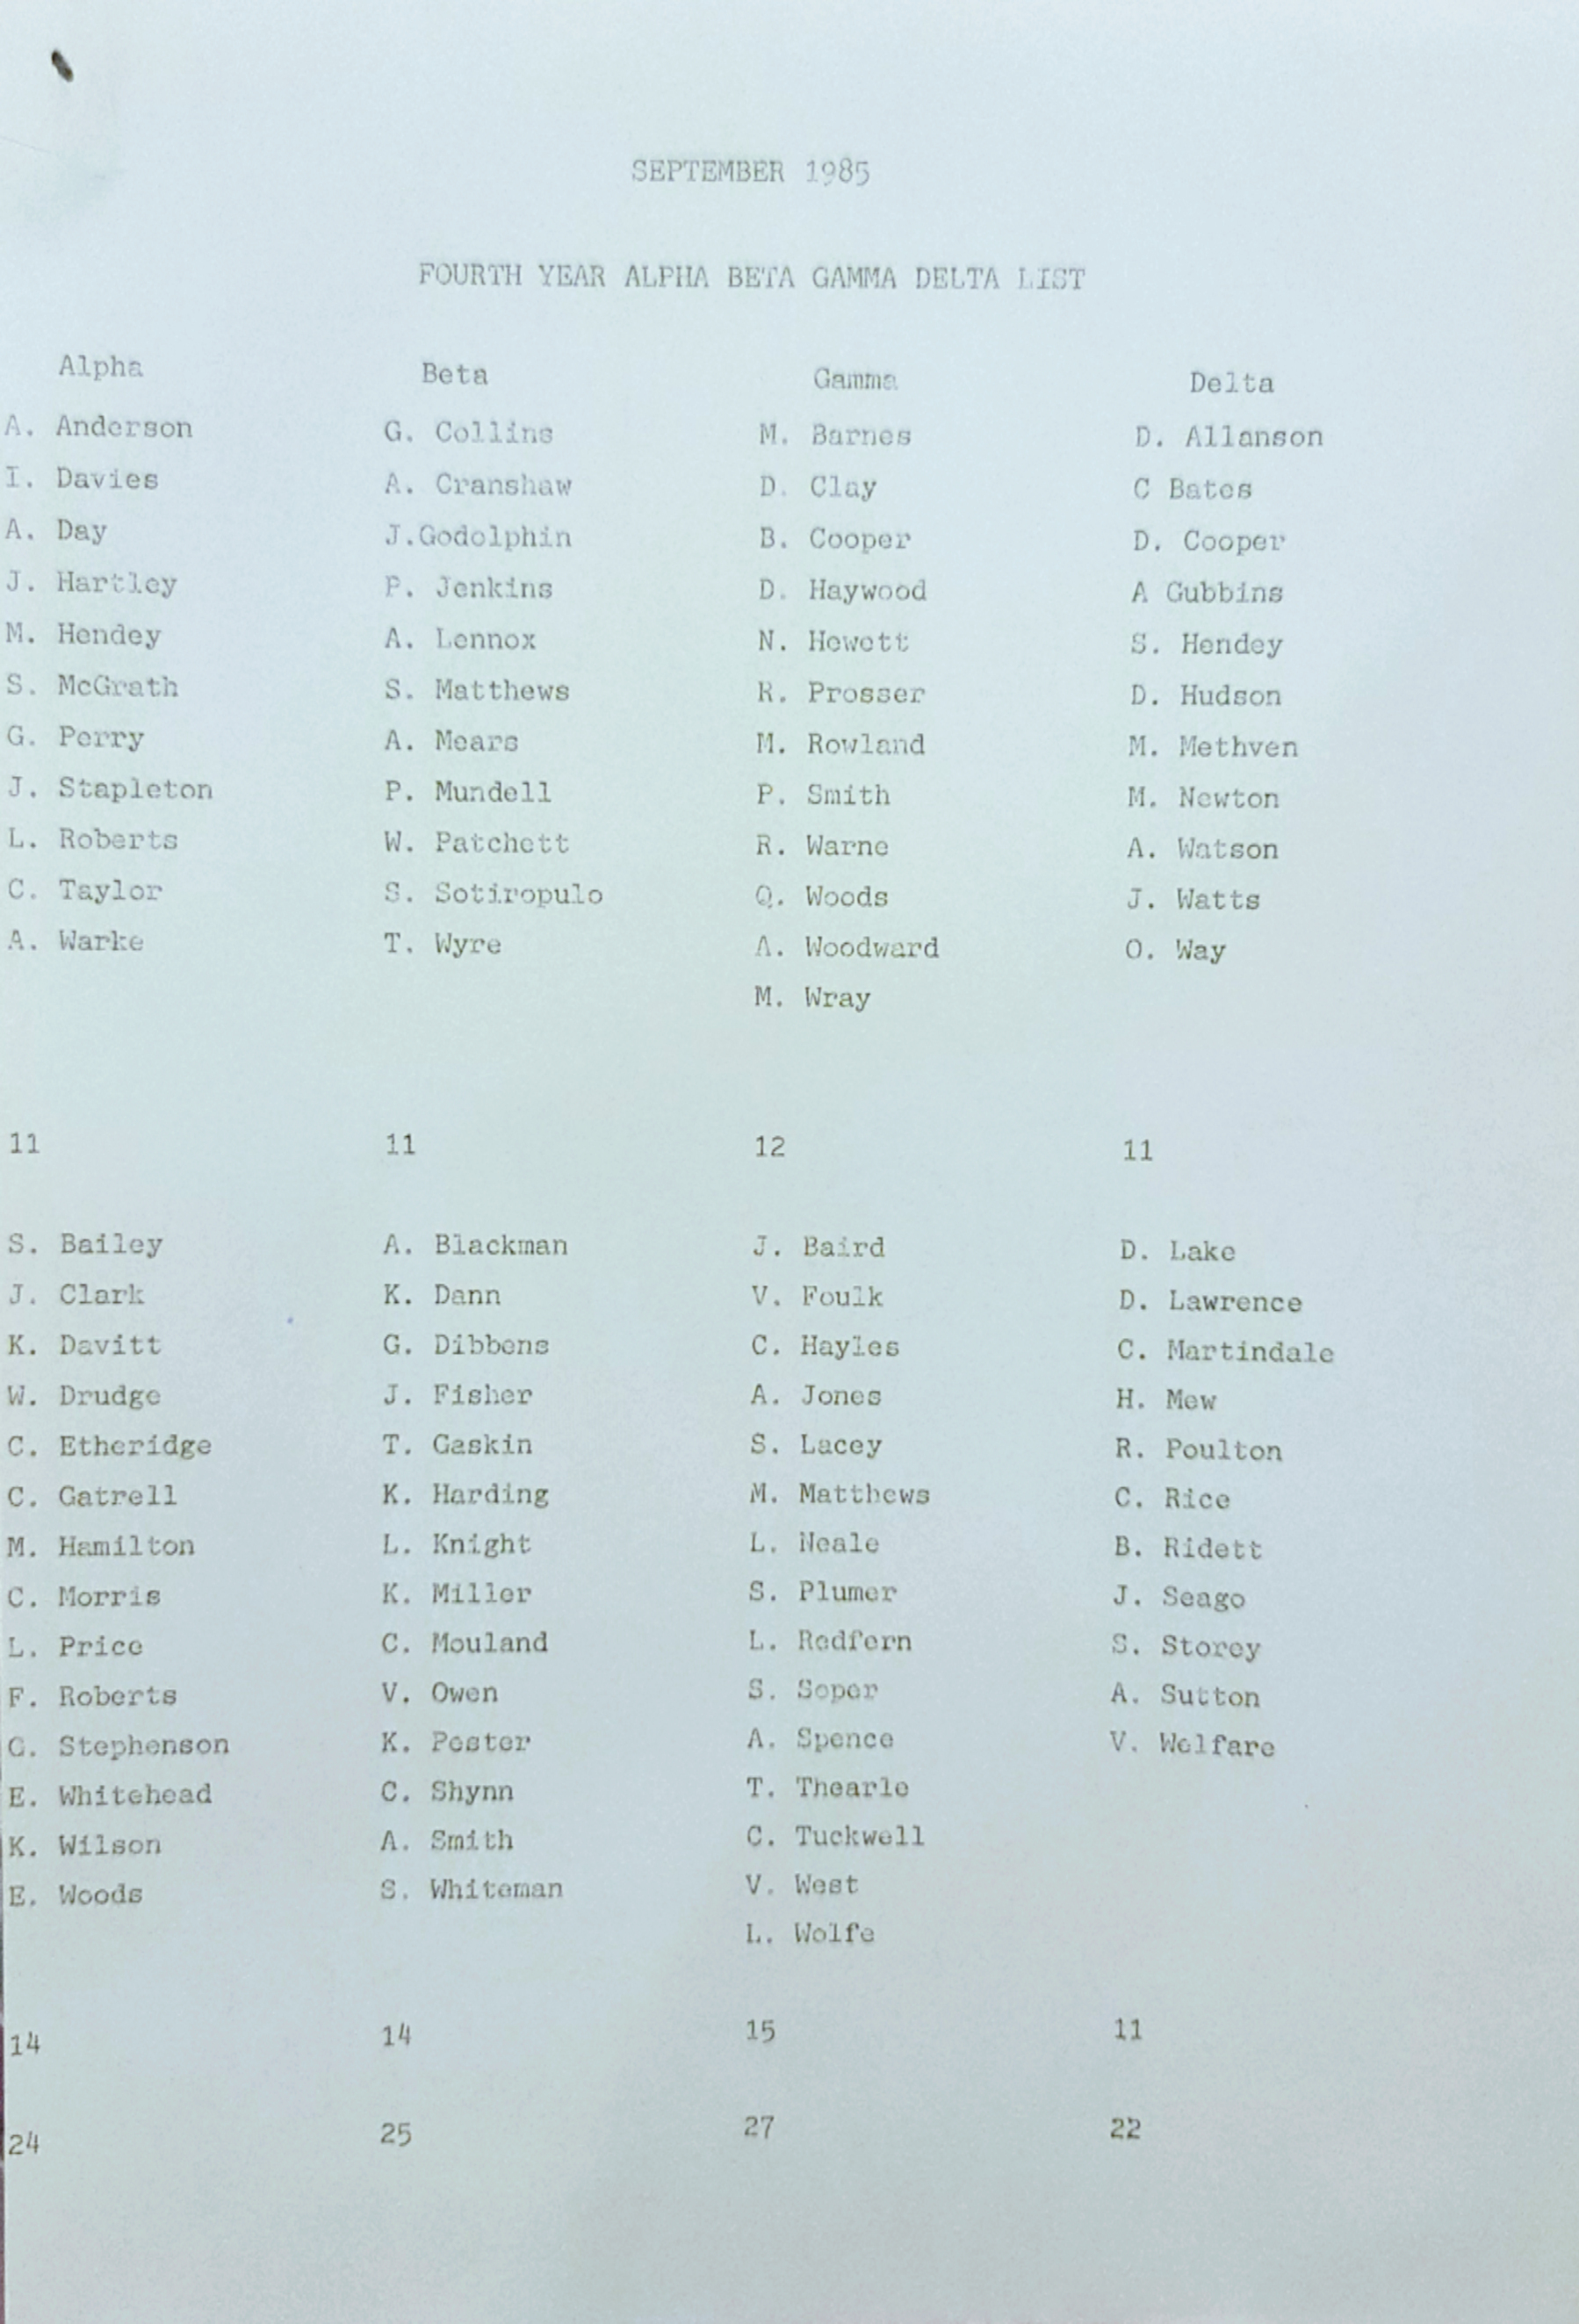 SEPTEMBER 1985
FOURTH YEAR ALPHA BETA GAMMA DELTA LIST
Alpha Beta Gamma Delta
A. Anderson G. Collins M. Barnes D. Allanson
I. Davies A. Cranshaw D. Clay C Bates
A. Day J.Godolphin B. Cooper D. Cooper
J. Hartley P. Jenkins D. Haywood A Gubbins
M. Hendey A. Lennox N. Hewett S. Hendey
S. McGrath S. Matthews R. Prosser D. Hudson
G. Perry A. Mears M. Rowland M. Methven
J. Stapleton P. Mundell P. Smith M. Newton
L. Roberts W. Patchett R. Warne A. Watson
C. Taylor S. Sotiropulo Q. Woods J. Watts
A. Warke T. Wyre A. Woodward O. Way
M. Wray
11 11 12 11
S. Bailey A. Blackman J. Baird D. Lake
J. Clark K. Dann V. Foulk D. Lawrence
K. Davitt G. Dibbens C. Hayles C. Martindale
W. Drudge J. Fisher A. Jones H. Mew
C. Etheridge T. Gaskin S. Lacey R. Poulton
C. Gatrell K. Harding M. Matthews C. Rice
M. Hamilton L. Knight L. Neale B. Ridett
C. Morris K. Miller S. Plumer J. Seago
L. Price C. Mouland L. Redfern S. Storey
F. Roberts V. Owen S. Soper A. Sutton
G. Stephenson K. Pester A. Spence V. Welfare
E. Whitehead C. Shynn T. Thearle
K. Wilson A. Smith C. Tuckwell
E. Woods S. Whiteman V. West
L. Wolfe
14 14 15 11
24 25 27 22